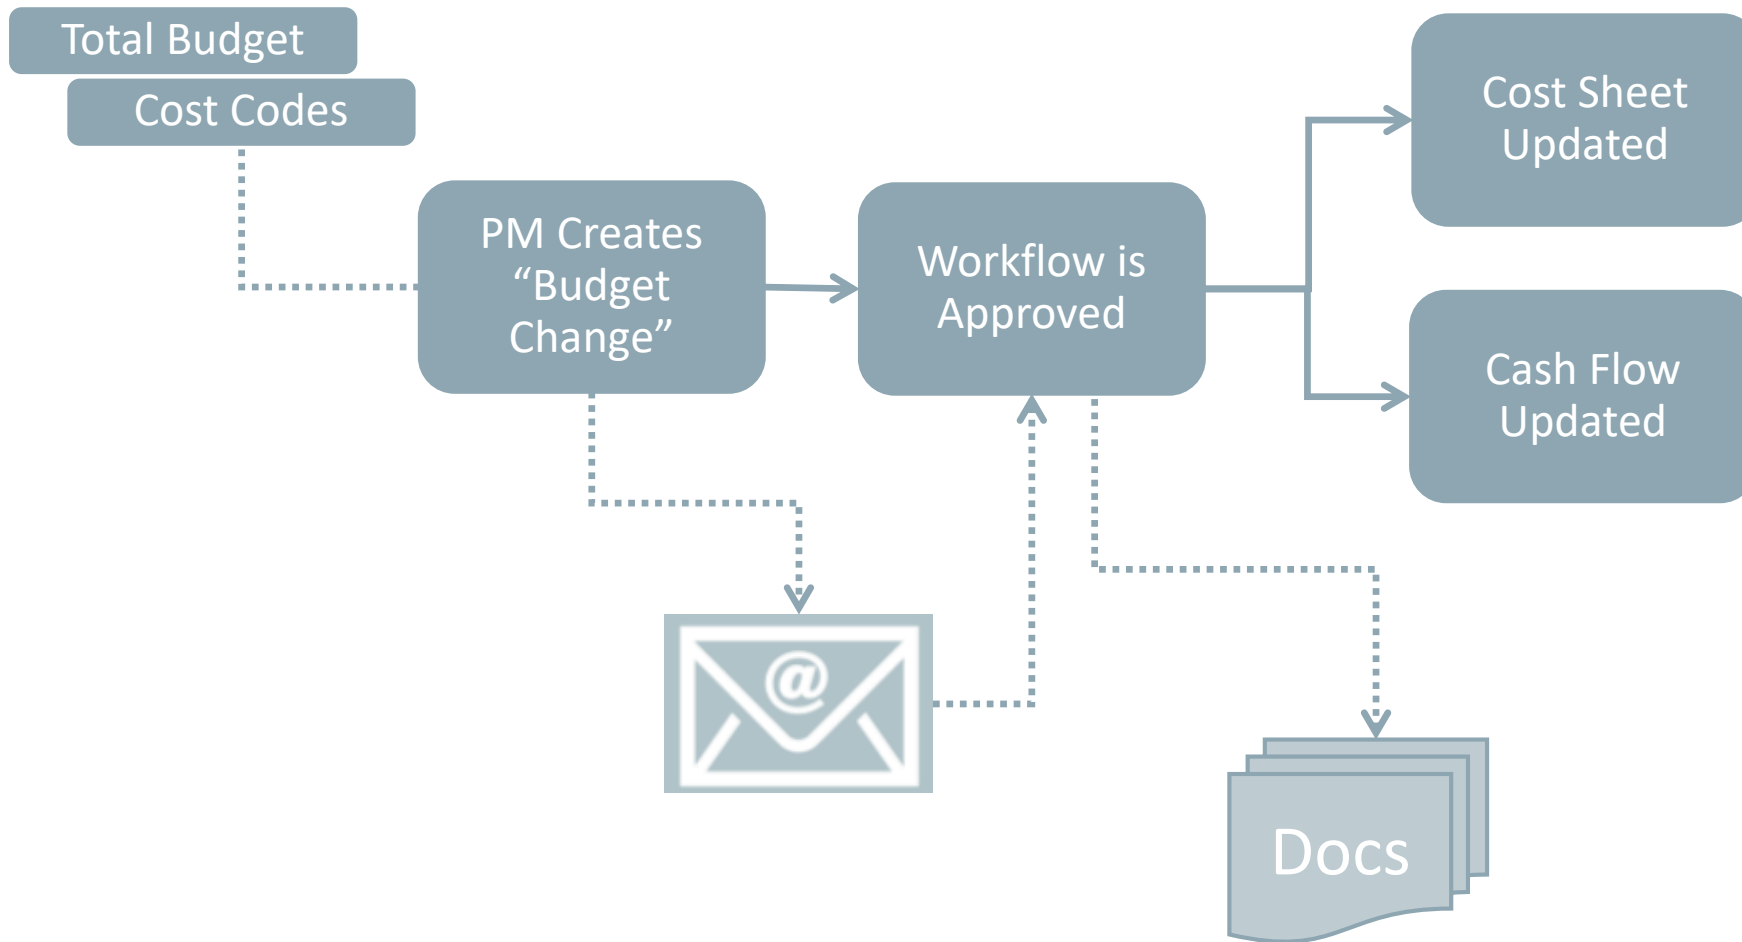 Total Budget
Cost Codes
PM Creates
“Budget
Change”
Workflow is
Approved
Cost Sheet
Updated
Cash Flow
Updated
@
Docs